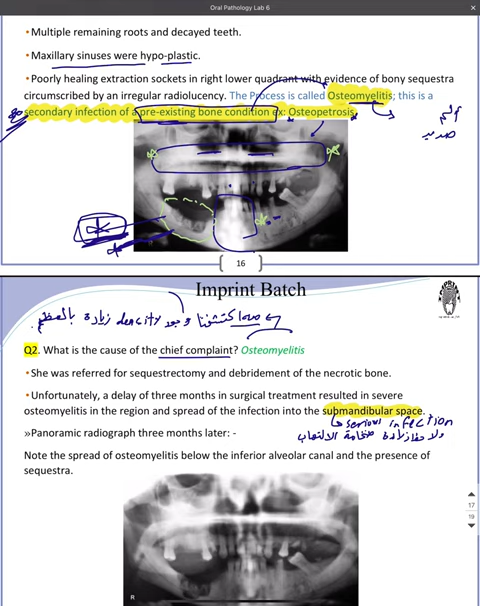 Oral Pathology Lab 6
•Multiple remaining roots and decayed teeth.
•Maxillary sinuses were hypo-plastic.
•Poorly healing extraction sockets in right lower quadrant with evidence of bony sequestra
circumscribed by an irregular radiolucency. The Process is called Osteomyelitis; this is a
secondary infection of a pre-existing bone condition ex: Osteopetrosis.
ألم
صديد
16
Imprint Batch
density زيادة بالعظم
Q2. What is the cause of the chief complaint? Osteomyelitis
•She was referred for sequestrectomy and debridement of the necrotic bone.
•Unfortunately, a delay of three months in surgical treatment resulted in severe
osteomyelitis in the region and spread of the infection into the submandibular space.
serious infection
»Panoramic radiograph three months later: -
الالتهاب
Note the spread of osteomyelitis below the inferior alveolar canal and the presence of
sequestra.
17
19
R